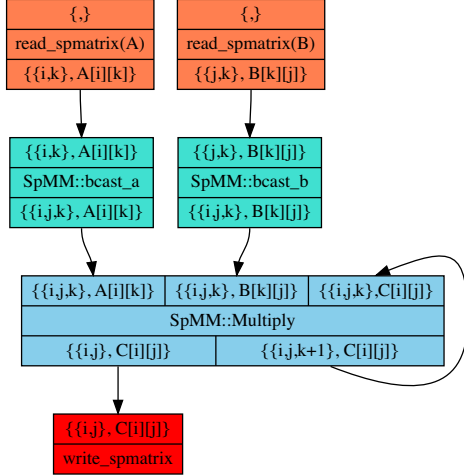 {,} {,}
read_spmatrix(A) read_spmatrix(B)
{{i,k}, A[i][k]} {{j,k}, B[k][j]}
{{i,k}, A[i][k]} {{j,k}, B[k][j]}
SpMM::bcast_a SpMM::bcast_b
{{i,j,k}, A[i][k]} {{i,j,k}, B[k][j]}
{{i,j,k}, A[i][k]} {{i,j,k}, B[k][j]} {{i,j,k},C[i][j]}
SpMM::Multiply
{{i,j}, C[i][j]} {{i,j,k+1}, C[i][j]}
{{i,j}, C[i][j]}
write_spmatrix